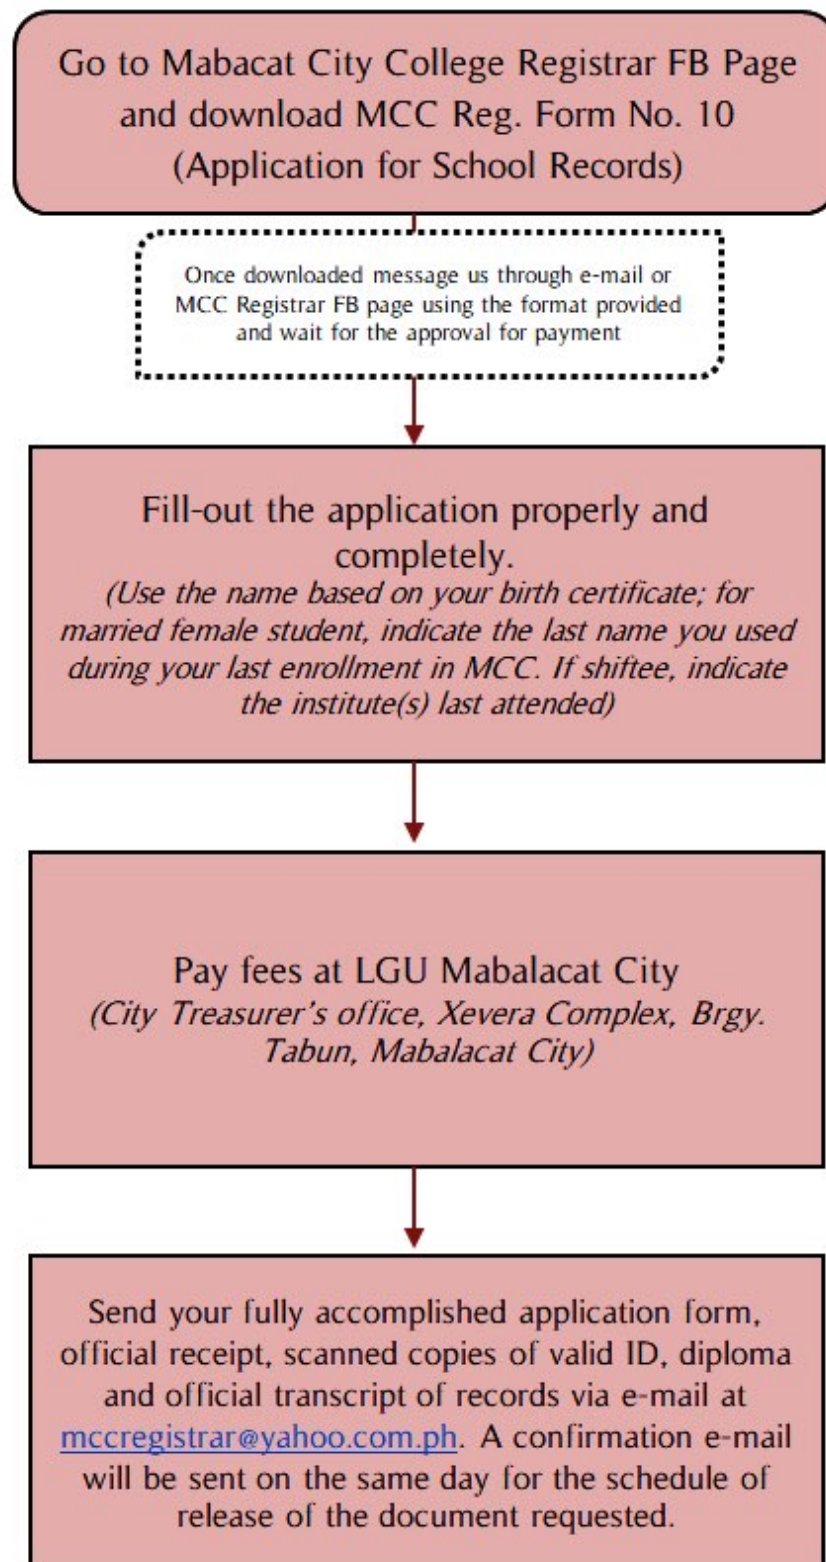 Go to Mabacat City College Registrar FB Page
and download MCC Reg. Form No. 10
(Application for School Records)
Once downloaded message us through e-mail or
MCC Registrar FB page using the format provided
and wait for the approval for payment
Fill-out the application properly and
completely.
(Use the name based on your birth certificate; for
married female student, indicate the last name you used
during your last enrollment in MCC. If shiftee, indicate
the institute(s) last attended)
Pay fees at LGU Mabalacat City
(City Treasurer's office, Xevera Complex, Brgy.
Tabun, Mabalacat City)
Send your fully accomplished application form,
official receipt, scanned copies of valid ID, diploma
and official transcript of records via e-mail at
mccregistrar@yahoo.com.ph. A confirmation e-mail
will be sent on the same day for the schedule of
release of the document requested.